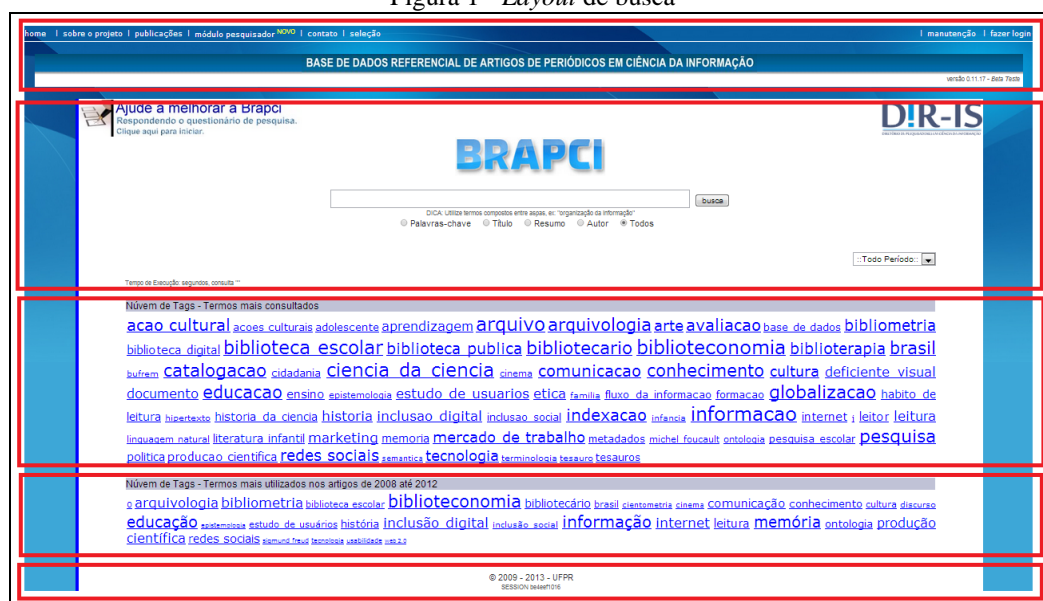 Figura 1 - Layout de busca
home | sobre o projeto | publicações | módulo pesquisador NOVO | contato | seleção | manutenção | fazer login
BASE DE DADOS REFERENCIAL DE ARTIGOS DE PERIÓDICOS EM CIÊNCIA DA INFORMAÇÃO
versão 0.11.17 - Beta Teste
Ajude a melhorar a Brapci
Respondendo o questionário de pesquisa.
Clique aqui para iniciar.
D!R-IS
BRAPCI
busca
DICA: Utilize termos compostos entre aspas, ex: "organização da informação"
Palavras-chave Título Resumo Autor Todos
::Todo Período::
Tempo de Execução: segundos, consulta ""
Núvem de Tags - Termos mais consultados
acao cultural acoes culturais adolescente aprendizagem arquivo arquivologia arte avaliacao base de dados bibliometria
biblioteca digital biblioteca escolar biblioteca publica bibliotecario biblioteconomia biblioterapia brasil
bufrem catalogacao cidadania ciencia da ciencia cinema comunicacao conhecimento cultura deficiente visual
documento educacao ensino epistemologia estudo de usuarios etica familia fluxo da informacao formacao globalizacao habito de
leitura hipertexto historia da ciencia historia inclusao digital inclusao social indexacao infancia informacao internet i leitor leitura
linguagem natural literatura infantil marketing memoria mercado de trabalho metadados michel foucault ontologia pesquisa escolar pesquisa
politica producao cientifica redes sociais semantica tecnologia terminologia tesauro tesauros
Núvem de Tags - Termos mais utilizados nos artigos de 2008 até 2012
arquivologia bibliometria biblioteca escolar biblioteconomia bibliotecário brasil cientometria cinema comunicação conhecimento cultura discurso
educação epistemologia estudo de usuários história inclusão digital inclusão social informação internet leitura memória ontologia produção
científica redes sociais sigmund freud tecnologia usabilidade web 2.0
© 2009 - 2013 - UFPR